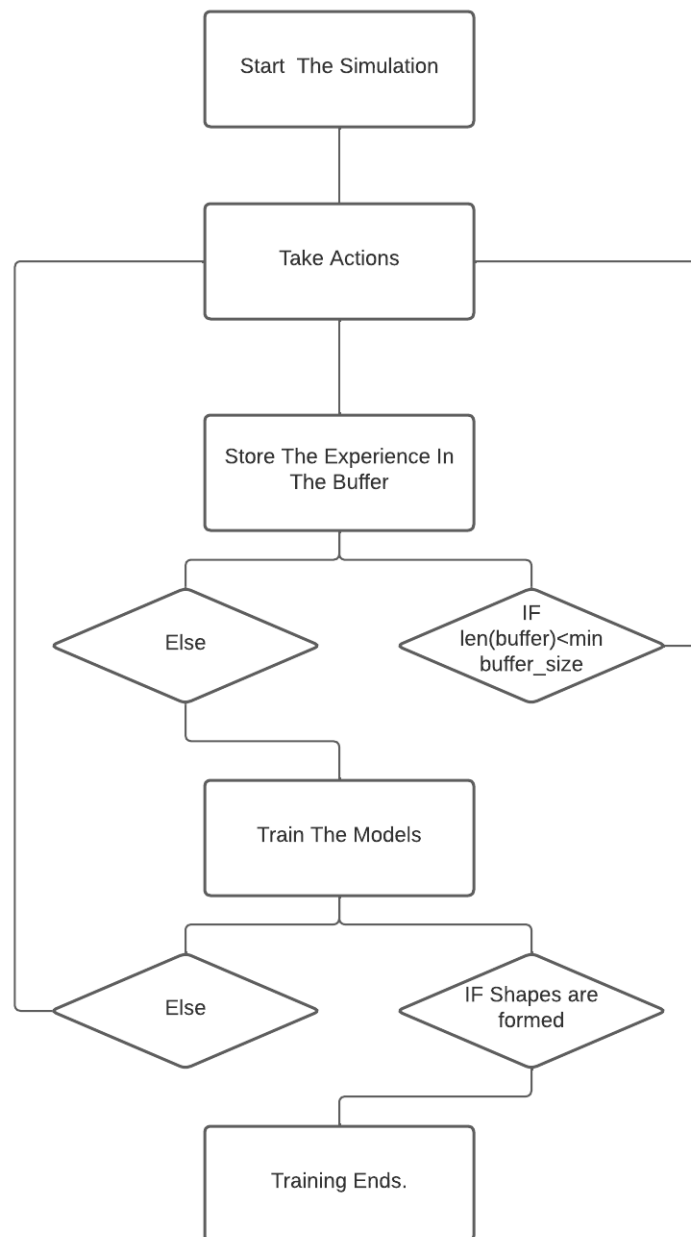 Start The Simulation
Take Actions
Store The Experience In
The Buffer
Else
IF
len(buffer)<min
buffer_size
Train The Models
Else
IF Shapes are
formed
Training Ends.